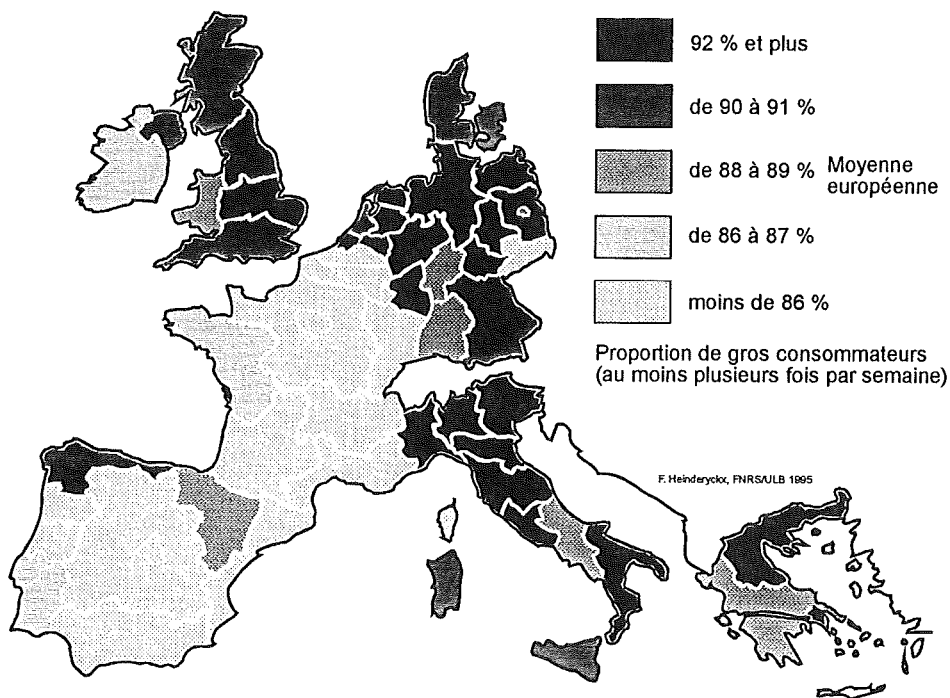 92 % et plus
de 90 à 91 %
de 88 à 89 % Moyenne
européenne
de 86 à 87 %
moins de 86 %
Proportion de gros consommateurs
(au moins plusieurs fois par semaine)
F. Heinderyckx, FNRS/ULB 1995